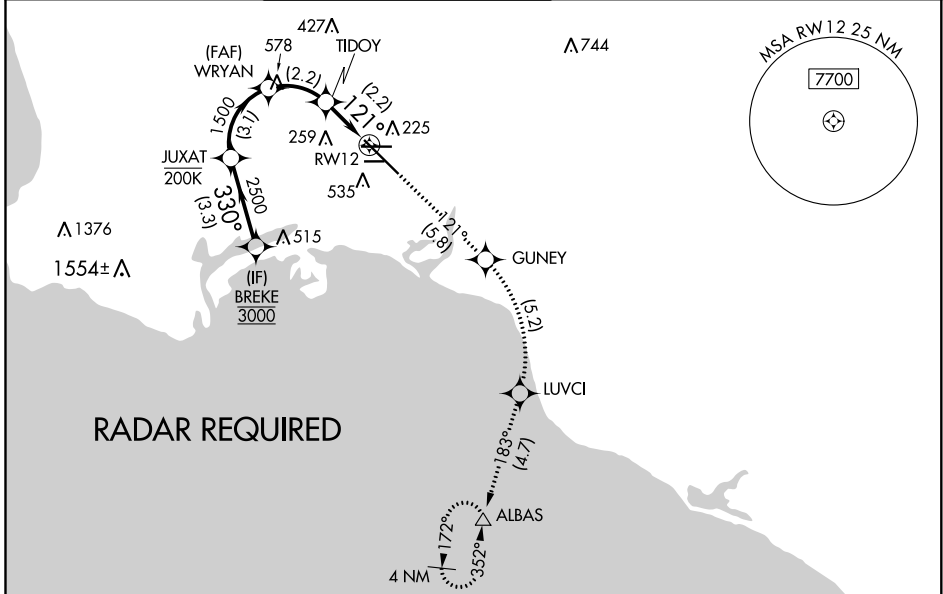 427
578
TIDOY
744
MSA RW12 25 NM
7700
(FAF)
WRYAN
(2.2)
(2.2)
121°
225
259
RW12
535
1500
(3.1)
JUXAT
200K
330°
(3.3)
2500
1376
1554±
515
(IF)
BREKE
3000
121°
(5.8)
GUNEY
(5.2)
LUVCI
RADAR REQUIRED
183°
(4.7)
ALBAS
172°
352°
4 NM